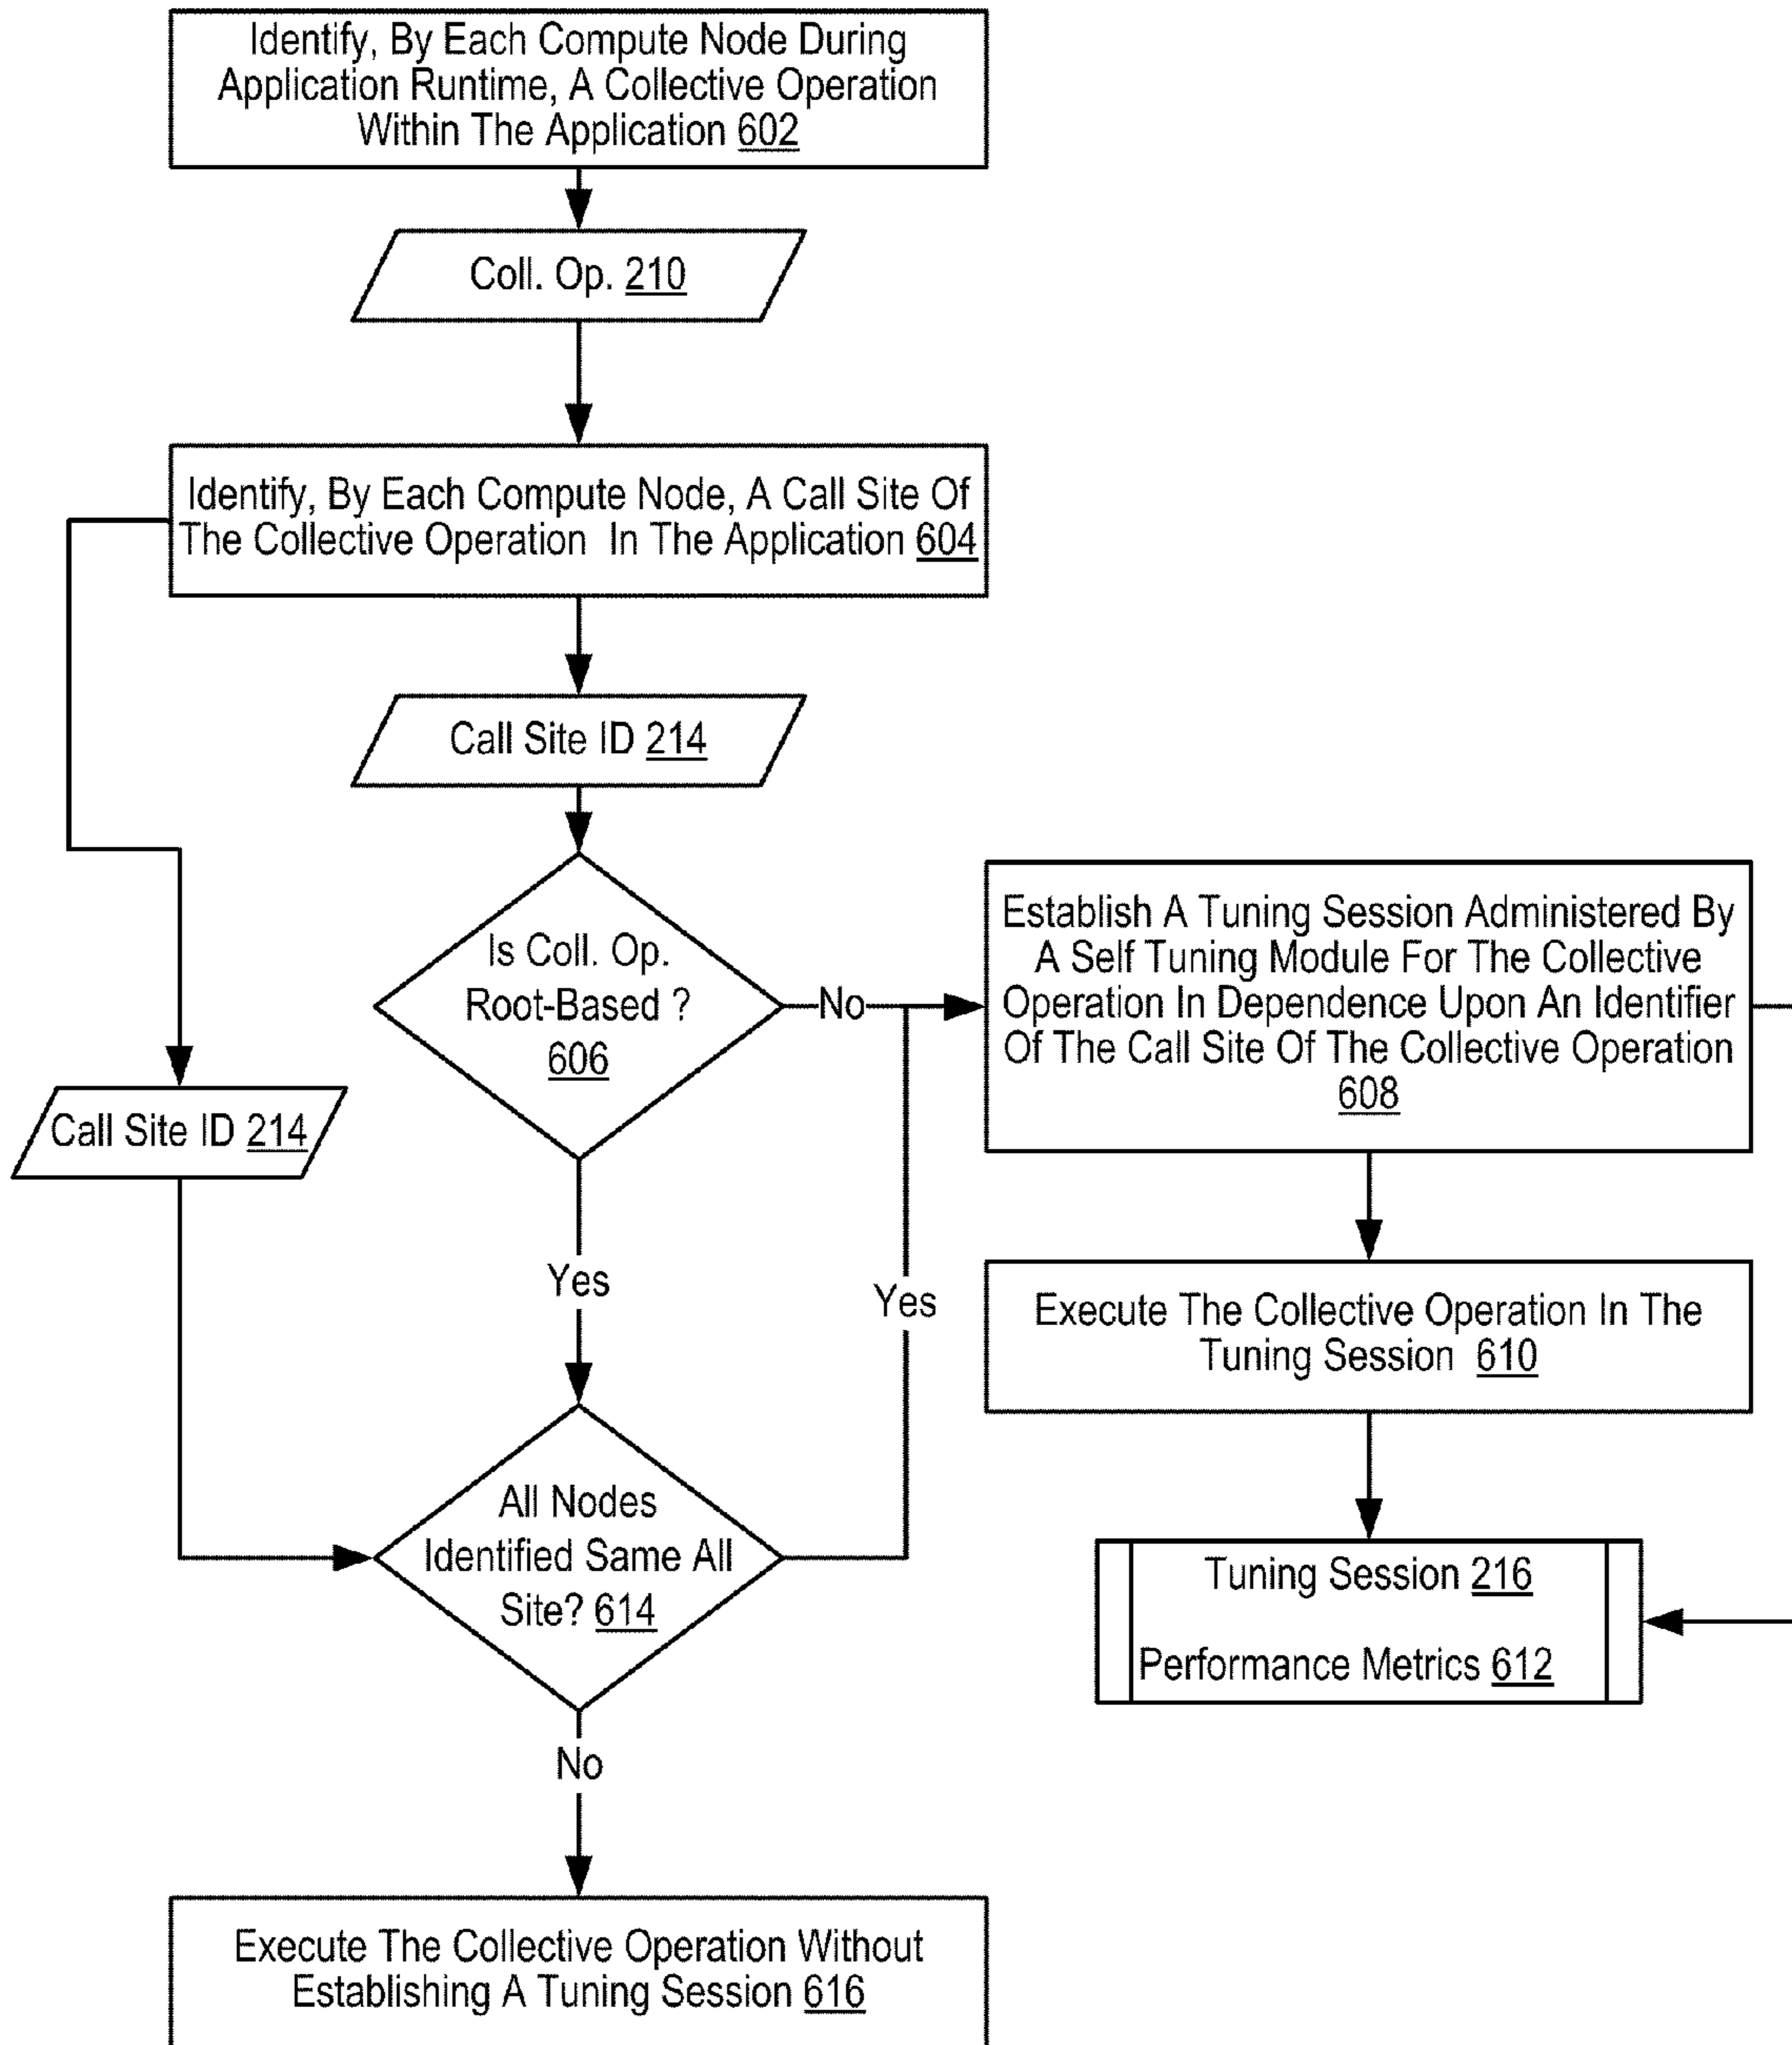 Identify, By Each Compute Node During
Application Runtime, A Collective Operation
Within The Application 602
Coll. Op. 210
Identify, By Each Compute Node, A Call Site Of
The Collective Operation In The Application 604
Call Site ID 214
Is Coll. Op.
Root-Based ?
606
No
Establish A Tuning Session Administered By
A Self Tuning Module For The Collective
Operation In Dependence Upon An Identifier
Of The Call Site Of The Collective Operation
608
Call Site ID 214
Yes
Yes
Execute The Collective Operation In The
Tuning Session 610
All Nodes
Identified Same All
Site? 614
Tuning Session 216
Performance Metrics 612
No
Execute The Collective Operation Without
Establishing A Tuning Session 616